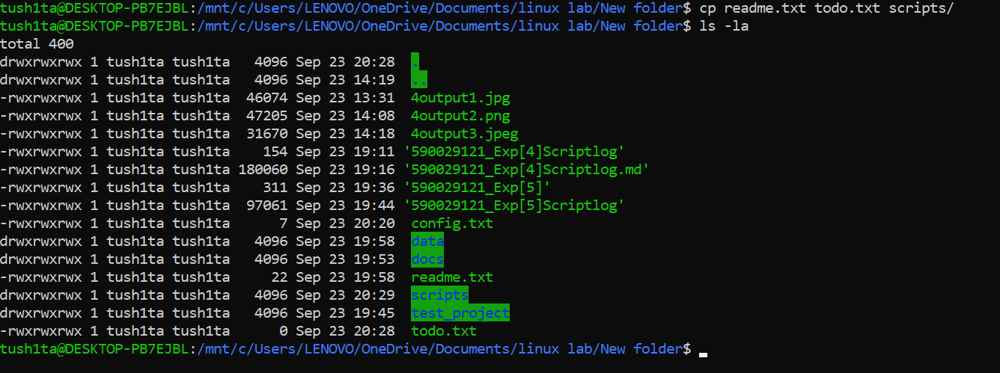 tush1ta@DESKTOP-PB7EJBL:/mnt/c/Users/LENOVO/OneDrive/Documents/linux lab/New folder$ cp readme.txt todo.txt scripts/
tush1ta@DESKTOP-PB7EJBL:/mnt/c/Users/LENOVO/OneDrive/Documents/linux lab/New folder$ ls -la
total 400
drwxrwxrwx 1 tush1ta tush1ta   4096 Sep 23 20:28  .
drwxrwxrwx 1 tush1ta tush1ta   4096 Sep 23 14:19  ..
-rwxrwxrwx 1 tush1ta tush1ta  46074 Sep 23 13:31  4output1.jpg
-rwxrwxrwx 1 tush1ta tush1ta  47205 Sep 23 14:08  4output2.png
-rwxrwxrwx 1 tush1ta tush1ta  31670 Sep 23 14:18  4output3.jpeg
-rwxrwxrwx 1 tush1ta tush1ta    154 Sep 23 19:11 '590029121_Exp[4]Scriptlog'
-rwxrwxrwx 1 tush1ta tush1ta 180060 Sep 23 19:16 '590029121_Exp[4]Scriptlog.md'
-rwxrwxrwx 1 tush1ta tush1ta    311 Sep 23 19:36 '590029121_Exp[5]'
-rwxrwxrwx 1 tush1ta tush1ta  97061 Sep 23 19:44 '590029121_Exp[5]Scriptlog'
-rwxrwxrwx 1 tush1ta tush1ta      7 Sep 23 20:20  config.txt
drwxrwxrwx 1 tush1ta tush1ta   4096 Sep 23 19:58  data
drwxrwxrwx 1 tush1ta tush1ta   4096 Sep 23 19:53  docs
-rwxrwxrwx 1 tush1ta tush1ta     22 Sep 23 19:58  readme.txt
drwxrwxrwx 1 tush1ta tush1ta   4096 Sep 23 20:29  scripts
drwxrwxrwx 1 tush1ta tush1ta   4096 Sep 23 19:45  test_project
-rwxrwxrwx 1 tush1ta tush1ta      0 Sep 23 20:28  todo.txt
tush1ta@DESKTOP-PB7EJBL:/mnt/c/Users/LENOVO/OneDrive/Documents/linux lab/New folder$